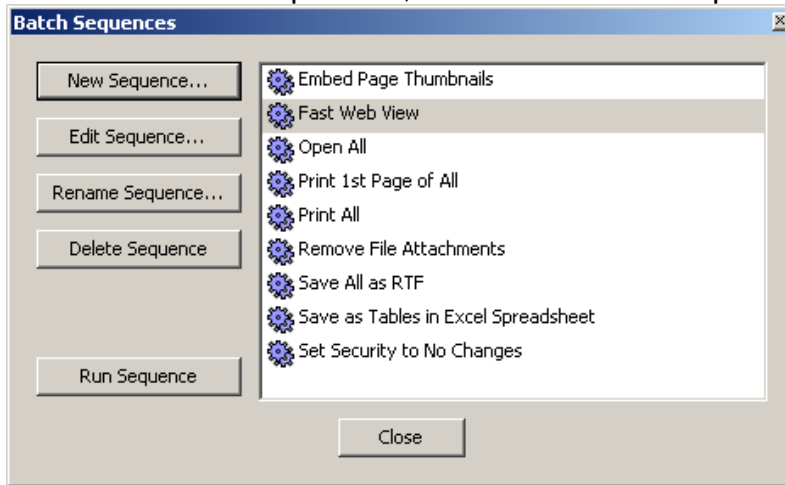 Batch Sequences
New Sequence...
Edit Sequence...
Rename Sequence...
Delete Sequence
Run Sequence
Embed Page Thumbnails
Fast Web View
Open All
Print 1st Page of All
Print All
Remove File Attachments
Save All as RTF
Save as Tables in Excel Spreadsheet
Set Security to No Changes
Close